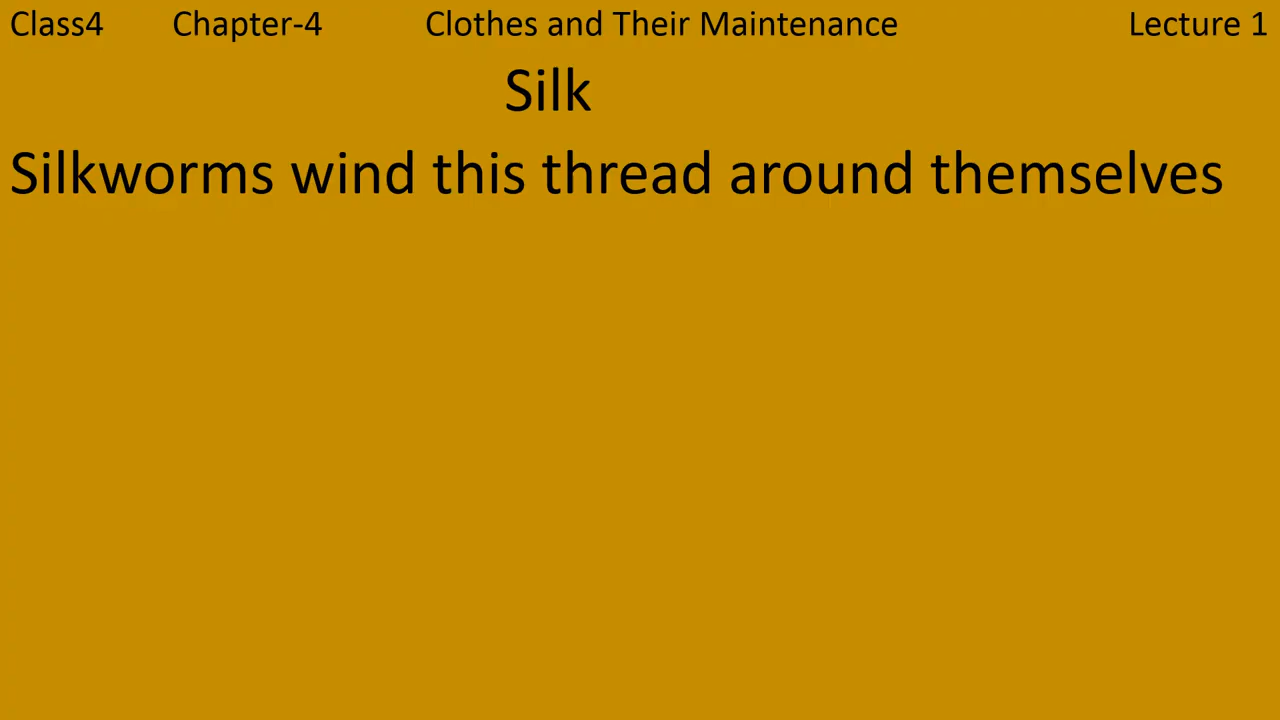 Class4 Chapter-4 Clothes and Their Maintenance Lecture 1
Silk
Silkworms wind this thread around themselves